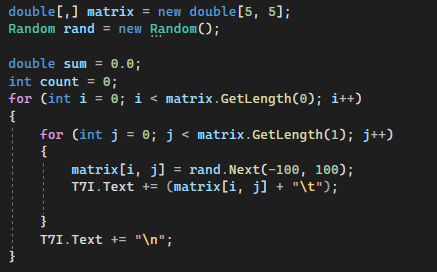 double[,] matrix = new double[5, 5];
Random rand = new Random();
double sum = 0.0;
int count = 0;
for (int i = 0; i < matrix.GetLength(0); i++)
{
for (int j = 0; j < matrix.GetLength(1); j++)
{
matrix[i, j] = rand.Next(-100, 100);
T7I.Text += (matrix[i, j] + "\t");
}
T7I.Text += "\n";
}